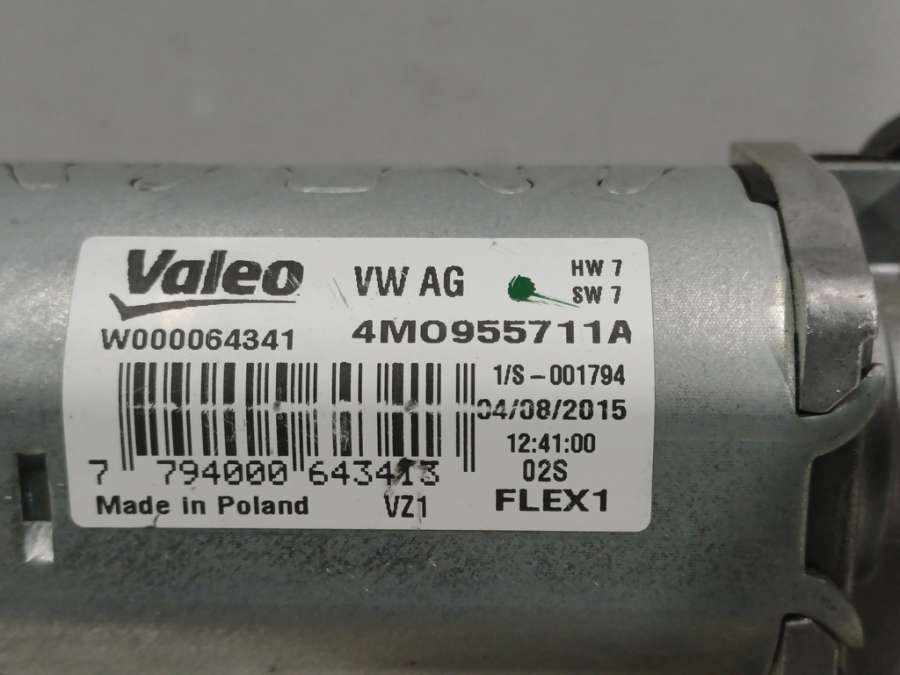 Valeo
VW AG
HW 7
SW 7
W000064341
4M0955711A
1/S-001794
04/08/2015
12:41:00
7 794000 643413
02S
Made in Poland
VZ1
FLEX1